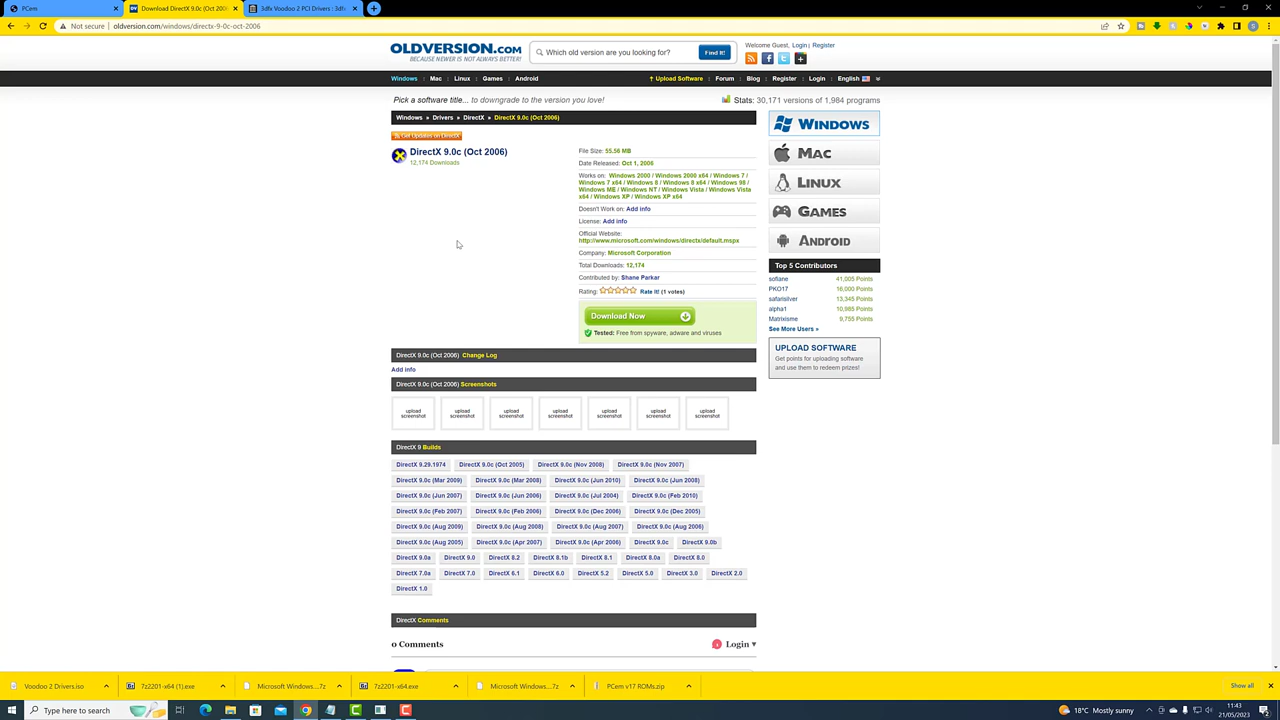 PCem
Download DirectX 9.0c (Oct 2006)
3dfx Voodoo 2 PCI Drivers : 3dfx
Not secure
oldversion.com/windows/directx-9-0c-oct-2006
OLDVERSION.COM
BECAUSE NEWER IS NOT ALWAYS BETTER!
Which old version are you looking for?
Find it!
Welcome Guest, Login | Register
Windows : Mac : Linux : Games : Android
Upload Software : Forum : Blog : Register : Login : English
Pick a software title... to downgrade to the version you love!
Stats: 30,171 versions of 1,984 programs
Windows » Drivers » DirectX » DirectX 9.0c (Oct 2006)
Get Updates on DirectX
DirectX 9.0c (Oct 2006)
12,174 Downloads
File Size: 55.56 MB
Date Released: Oct 1, 2006
Works on: Windows 2000 / Windows 2000 x64 / Windows 7 /
Windows 7 x64 / Windows 8 / Windows 8 x64 / Windows 98 /
Windows ME / Windows NT / Windows Vista / Windows Vista
x64 / Windows XP / Windows XP x64
Doesn't Work on: Add info
License: Add info
Official Website:
http://www.microsoft.com/windows/directx/default.mspx
Company: Microsoft Corporation
Total Downloads: 12,174
Contributed by: Shane Parkar
Rating: Rate it! (1 votes)
Download Now
Tested: Free from spyware, adware and viruses
WINDOWS
MAC
LINUX
GAMES
ANDROID
Top 5 Contributors
sofiane 41,005 Points
PKO17 16,000 Points
safarisilver 13,345 Points
alpha1 10,985 Points
Matrixisme 9,755 Points
See More Users »
UPLOAD SOFTWARE
Get points for uploading software
and use them to redeem prizes!
DirectX 9.0c (Oct 2006) Change Log
Add info
DirectX 9.0c (Oct 2006) Screenshots
upload screenshot upload screenshot upload screenshot upload screenshot upload screenshot upload screenshot upload screenshot
DirectX 9 Builds
DirectX 9.29.1974 DirectX 9.0c (Oct 2005) DirectX 9.0c (Nov 2008) DirectX 9.0c (Nov 2007)
DirectX 9.0c (Mar 2009) DirectX 9.0c (Mar 2008) DirectX 9.0c (Jun 2010) DirectX 9.0c (Jun 2008)
DirectX 9.0c (Jun 2007) DirectX 9.0c (Jun 2006) DirectX 9.0c (Jul 2004) DirectX 9.0c (Feb 2010)
DirectX 9.0c (Feb 2007) DirectX 9.0c (Feb 2006) DirectX 9.0c (Dec 2006) DirectX 9.0c (Dec 2005)
DirectX 9.0c (Aug 2009) DirectX 9.0c (Aug 2008) DirectX 9.0c (Aug 2007) DirectX 9.0c (Aug 2006)
DirectX 9.0c (Aug 2005) DirectX 9.0c (Apr 2007) DirectX 9.0c (Apr 2006) DirectX 9.0c DirectX 9.0b
DirectX 9.0a DirectX 9.0 DirectX 8.2 DirectX 8.1b DirectX 8.1 DirectX 8.0a DirectX 8.0
DirectX 7.0a DirectX 7.0 DirectX 6.1 DirectX 6.0 DirectX 5.2 DirectX 5.0 DirectX 3.0 DirectX 2.0
DirectX 1.0
DirectX Comments
0 Comments
Login
Voodoo 2 Drivers.iso
7z2201-x64 (1).exe
Microsoft Windows....7z
7z2201-x64.exe
Microsoft Windows....7z
PCem v17 ROMs.zip
Show all
Type here to search
18°C Mostly sunny
11:43
21/05/2023